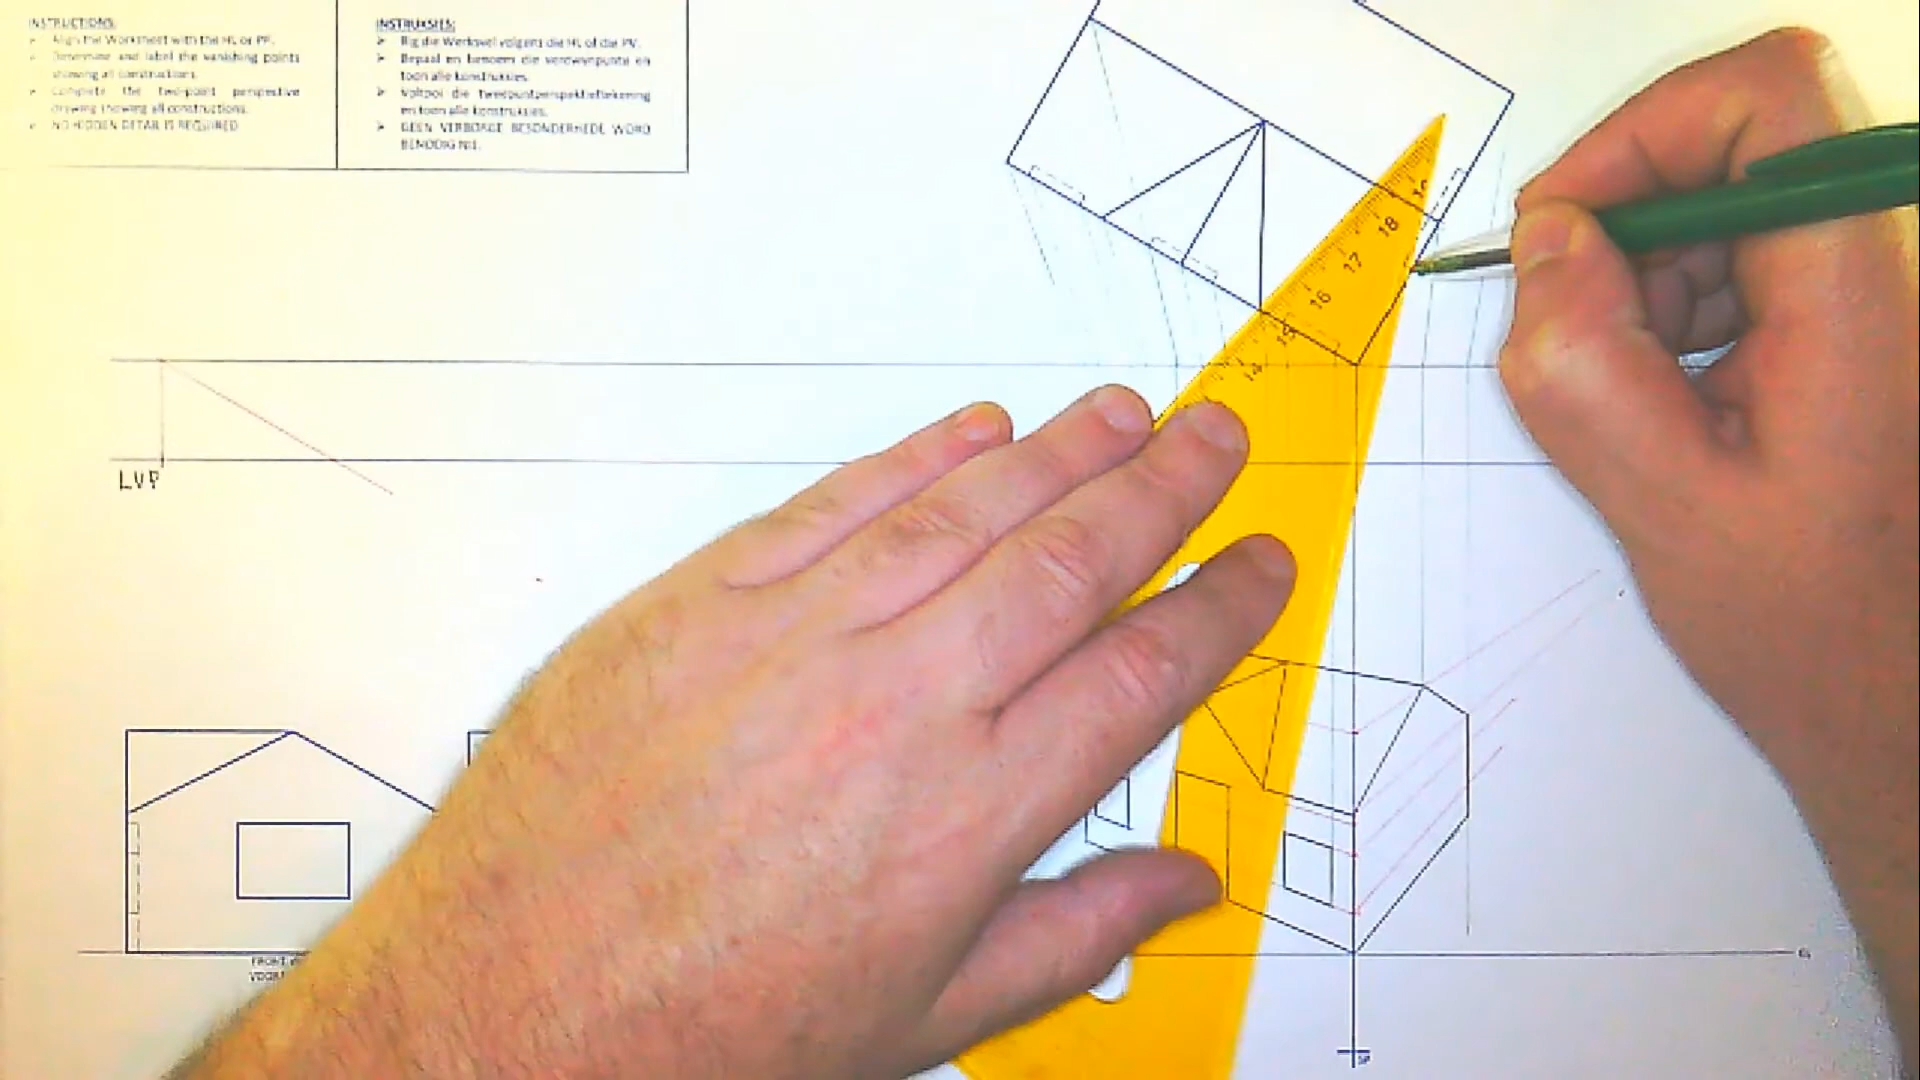 INSTRUCTIONS:
Align the Worksheet with the HL or PP.
Determine and label the vanishing points
showing all constructions.
Complete the two-point perspective
drawing showing all constructions.
NO HIDDEN DETAIL IS REQUIRED
INSTRUKSIES:
Rig die Werksvel volgens die HL of die PV.
Bepaal en benoem die verdwynpunte en
toon alle konstruksies.
Voltooi die tweepuntperspektieftekening
en toon alle konstruksies.
GEEN VERBORGE BESONDERHEDE WORD
BENODIG NIE.
18
17
16
15
14
LVP
FRONT
GL
SP